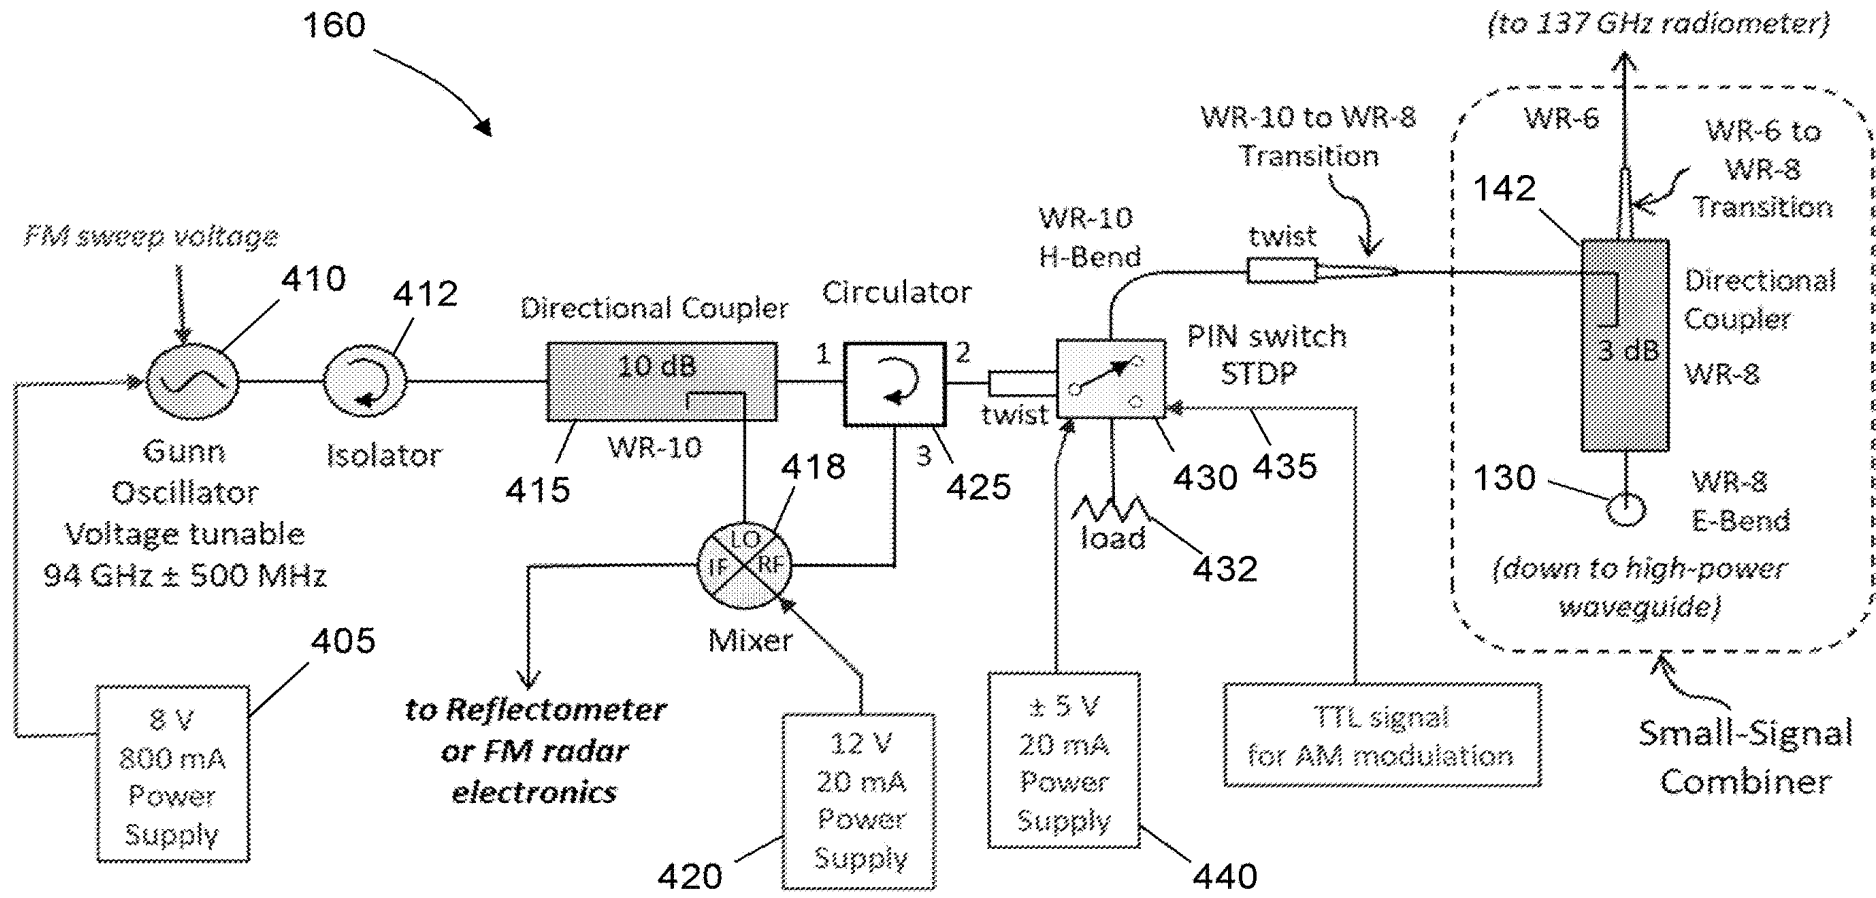 160
(to 137 GHz radiometer)
WR-10 to WR-8
Transition
WR-6
WR-6 to
WR-8
Transition
142
FM sweep voltage
410
412
Directional Coupler
Circulator
WR-10
H-Bend
twist
Directional
Coupler
10 dB
1
2
3
PIN switch
STDP
3 dB
WR-8
twist
Gunn
Oscillator
Voltage tunable
94 GHz ± 500 MHz
Isolator
WR-10
415
418
425
430
435
130
WR-8
E-Bend
load
432
LO
IF
RF
Mixer
(down to high-power
waveguide)
405
8 V
800 mA
Power
Supply
to Reflectometer
or FM radar
electronics
12 V
20 mA
Power
Supply
420
± 5 V
20 mA
Power
Supply
440
TTL signal
for AM modulation
Small-Signal
Combiner